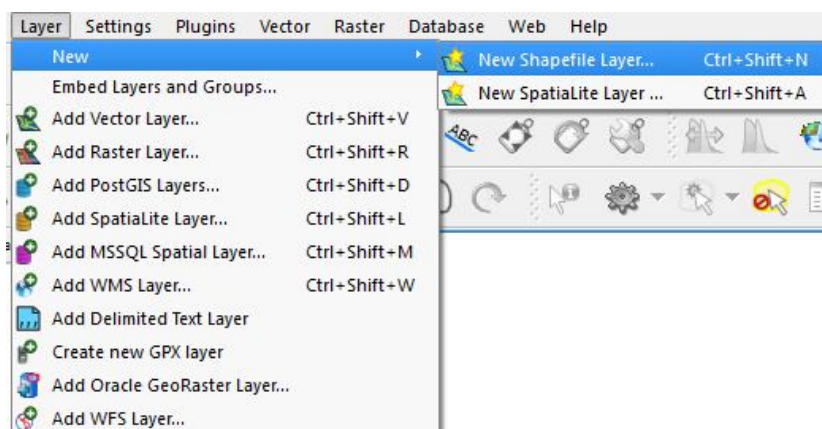 Layer Settings Plugins Vector Raster Database Web Help
New
New Shapefile Layer... Ctrl+Shift+N
Embed Layers and Groups...
New SpatiaLite Layer ... Ctrl+Shift+A
Add Vector Layer... Ctrl+Shift+V
ABC
Add Raster Layer... Ctrl+Shift+R
Add PostGIS Layers... Ctrl+Shift+D
Add SpatiaLite Layer... Ctrl+Shift+L
Add MSSQL Spatial Layer... Ctrl+Shift+M
Add WMS Layer... Ctrl+Shift+W
Add Delimited Text Layer
Create new GPX layer
Add Oracle GeoRaster Layer...
Add WFS Layer...